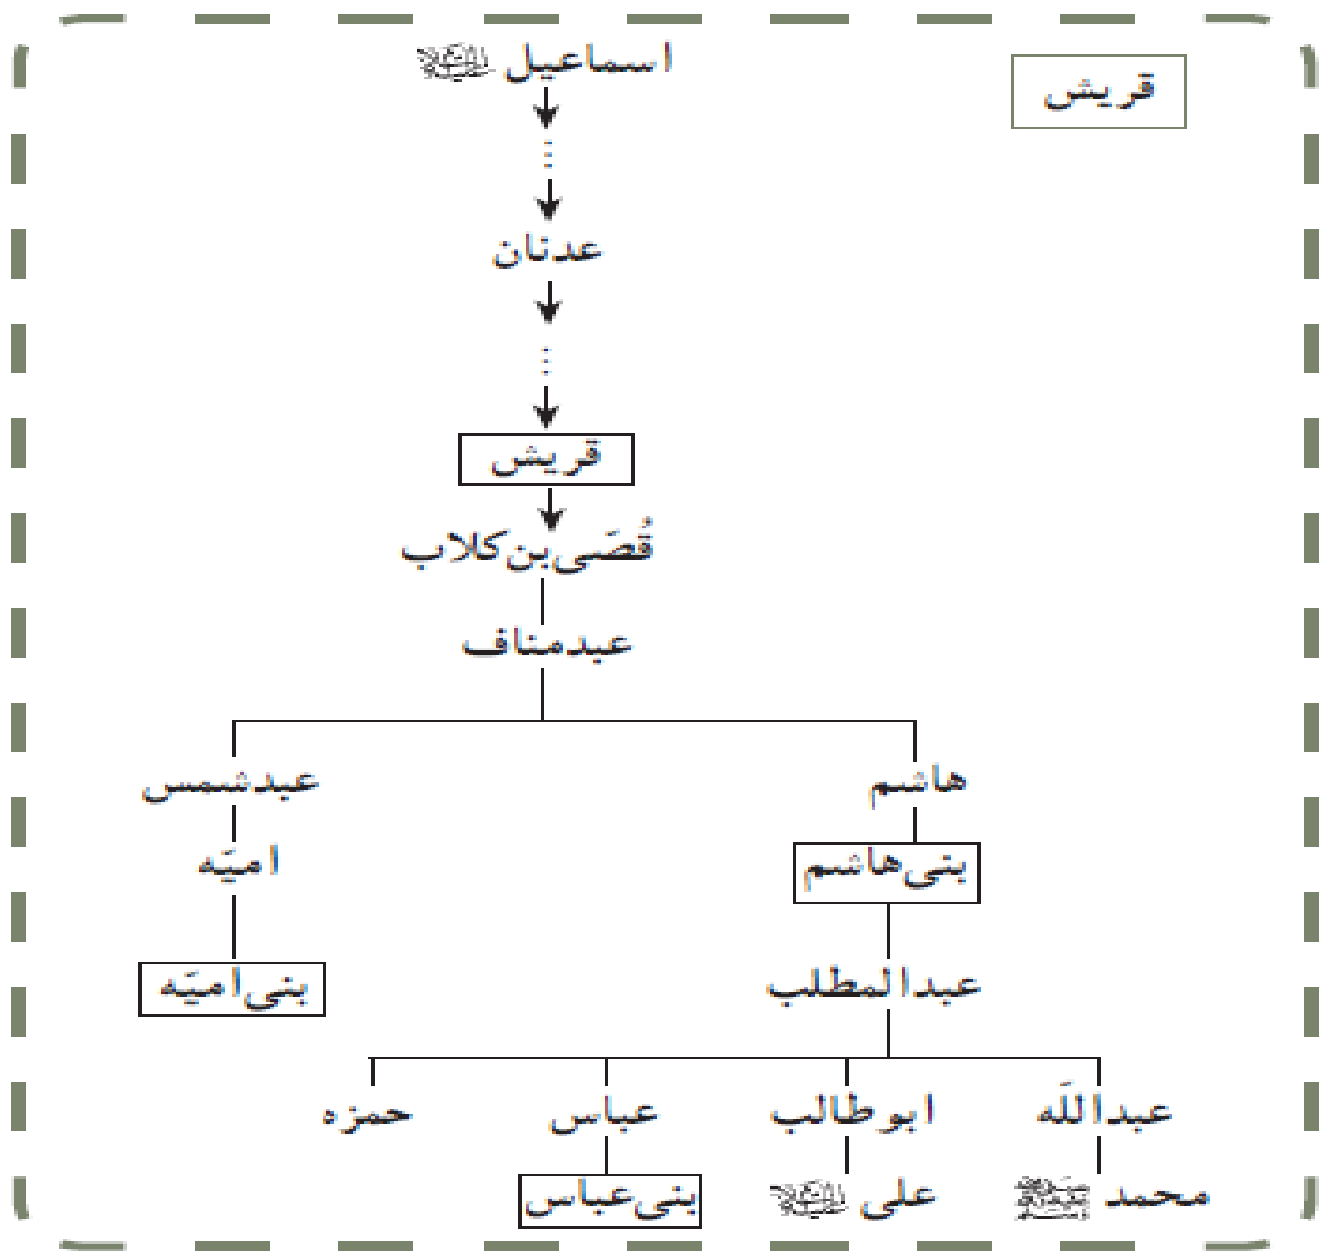 قریش
اسماعیل
⋮
عدنان
⋮
قریش
قُصَی‌بن‌کلاب
عبدمناف
هاشم عبدشمس
بنی‌هاشم امیّه
عبدالمطلب بنی‌امیّه
عبداللّه ابوطالب عباس حمزه
محمد علی بنی‌عباس